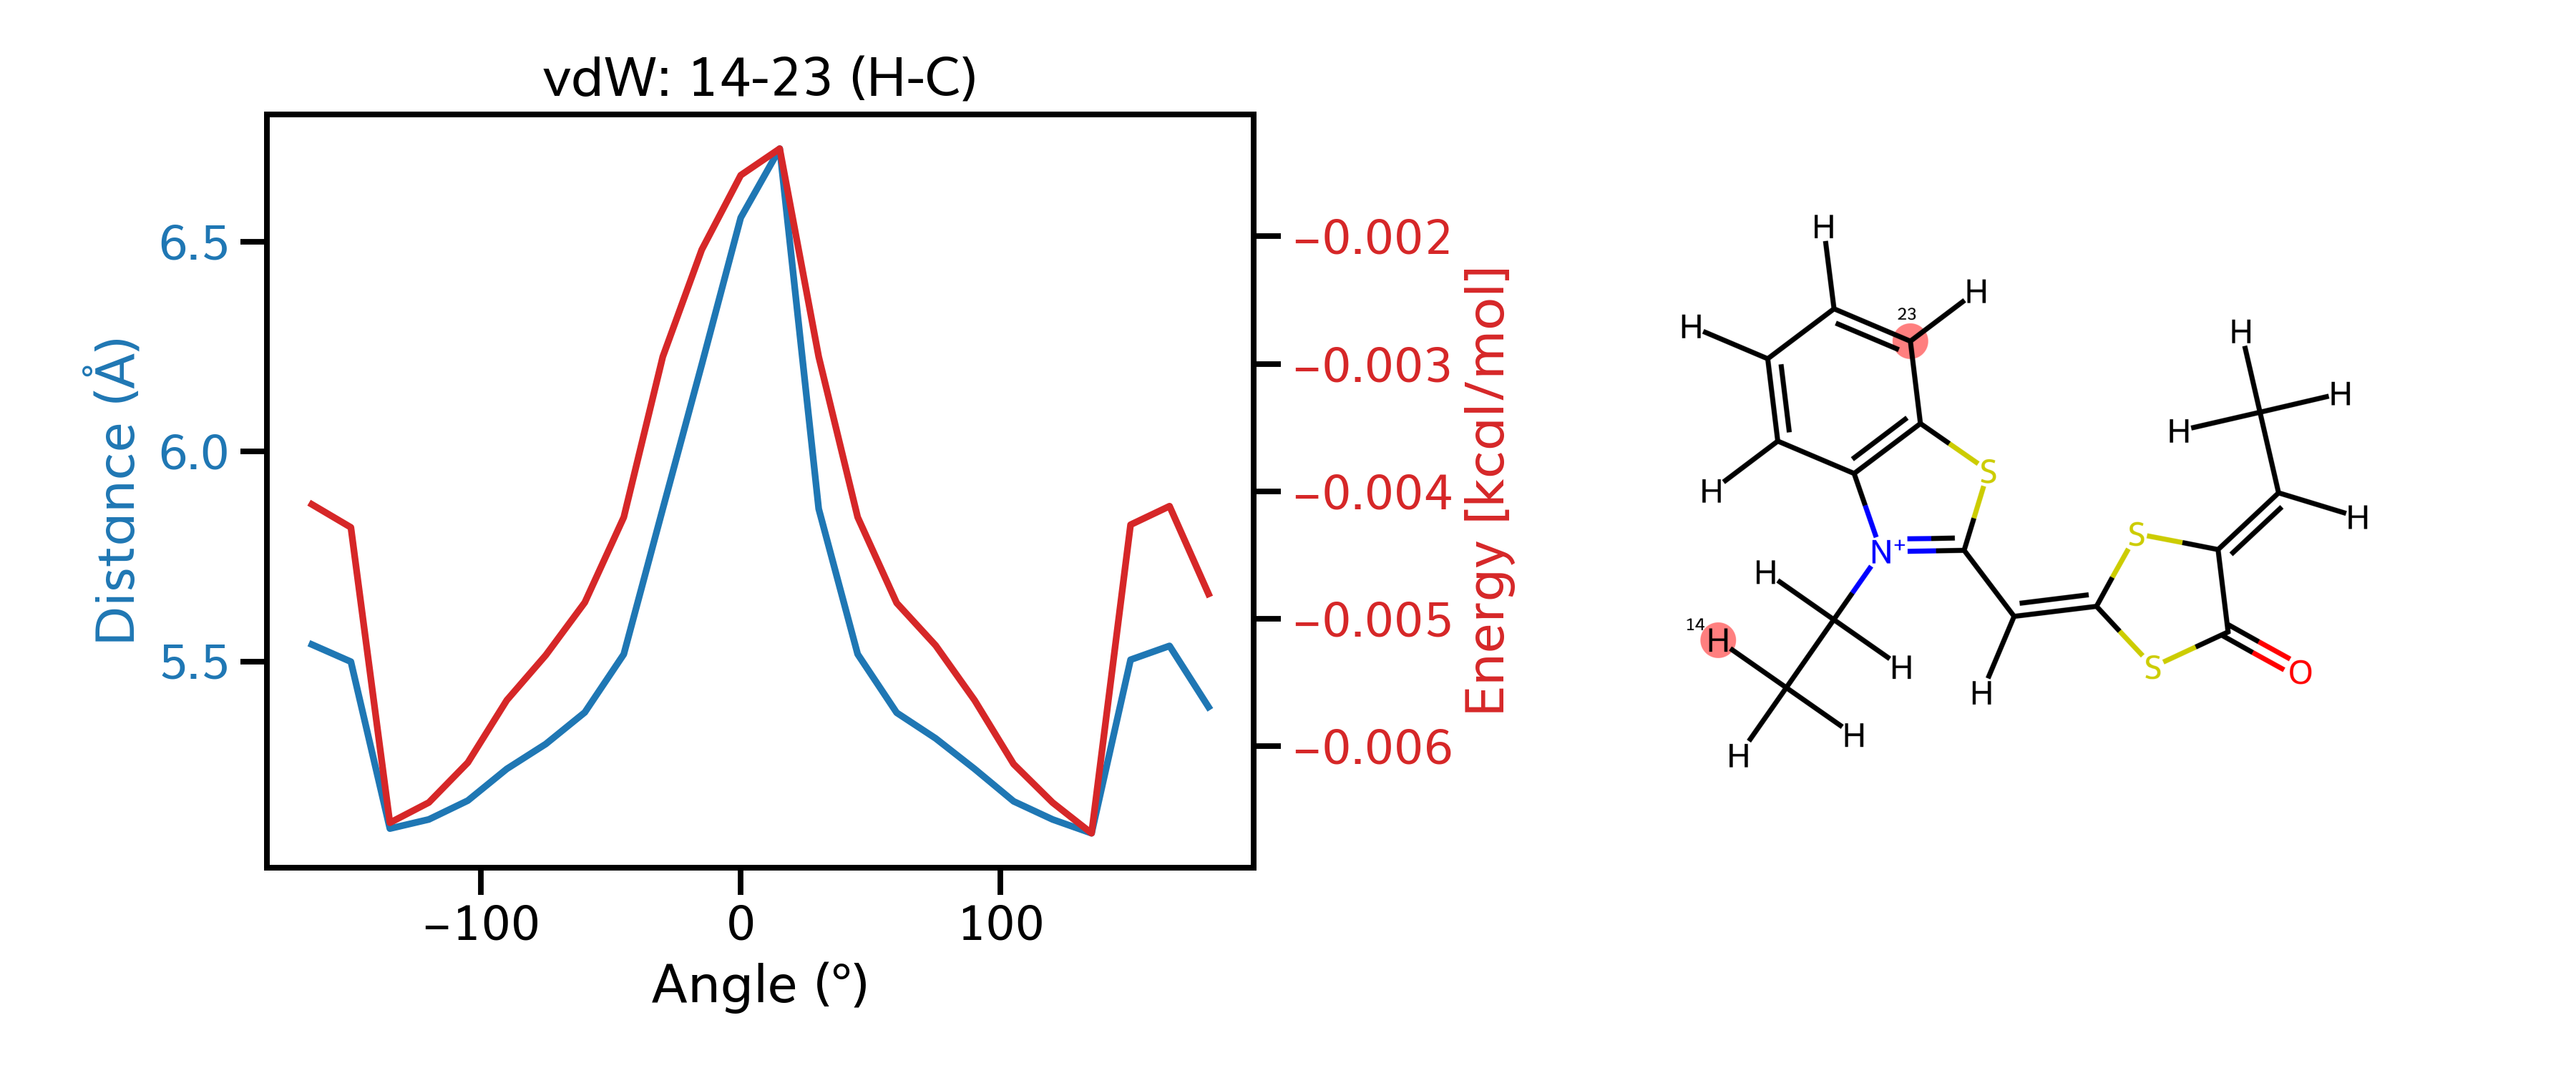 vdW: 14-23 (H-C)
Distance (Å)
6.5
6.0
5.5
−0.002
−0.003
−0.004
−0.005
−0.006
Energy [kcal/mol]
−100
0
100
Angle (°)
H
H
23
H
H
H
H
H
H
S
H
S
N+
H
14
H
H
S
O
H
H
H